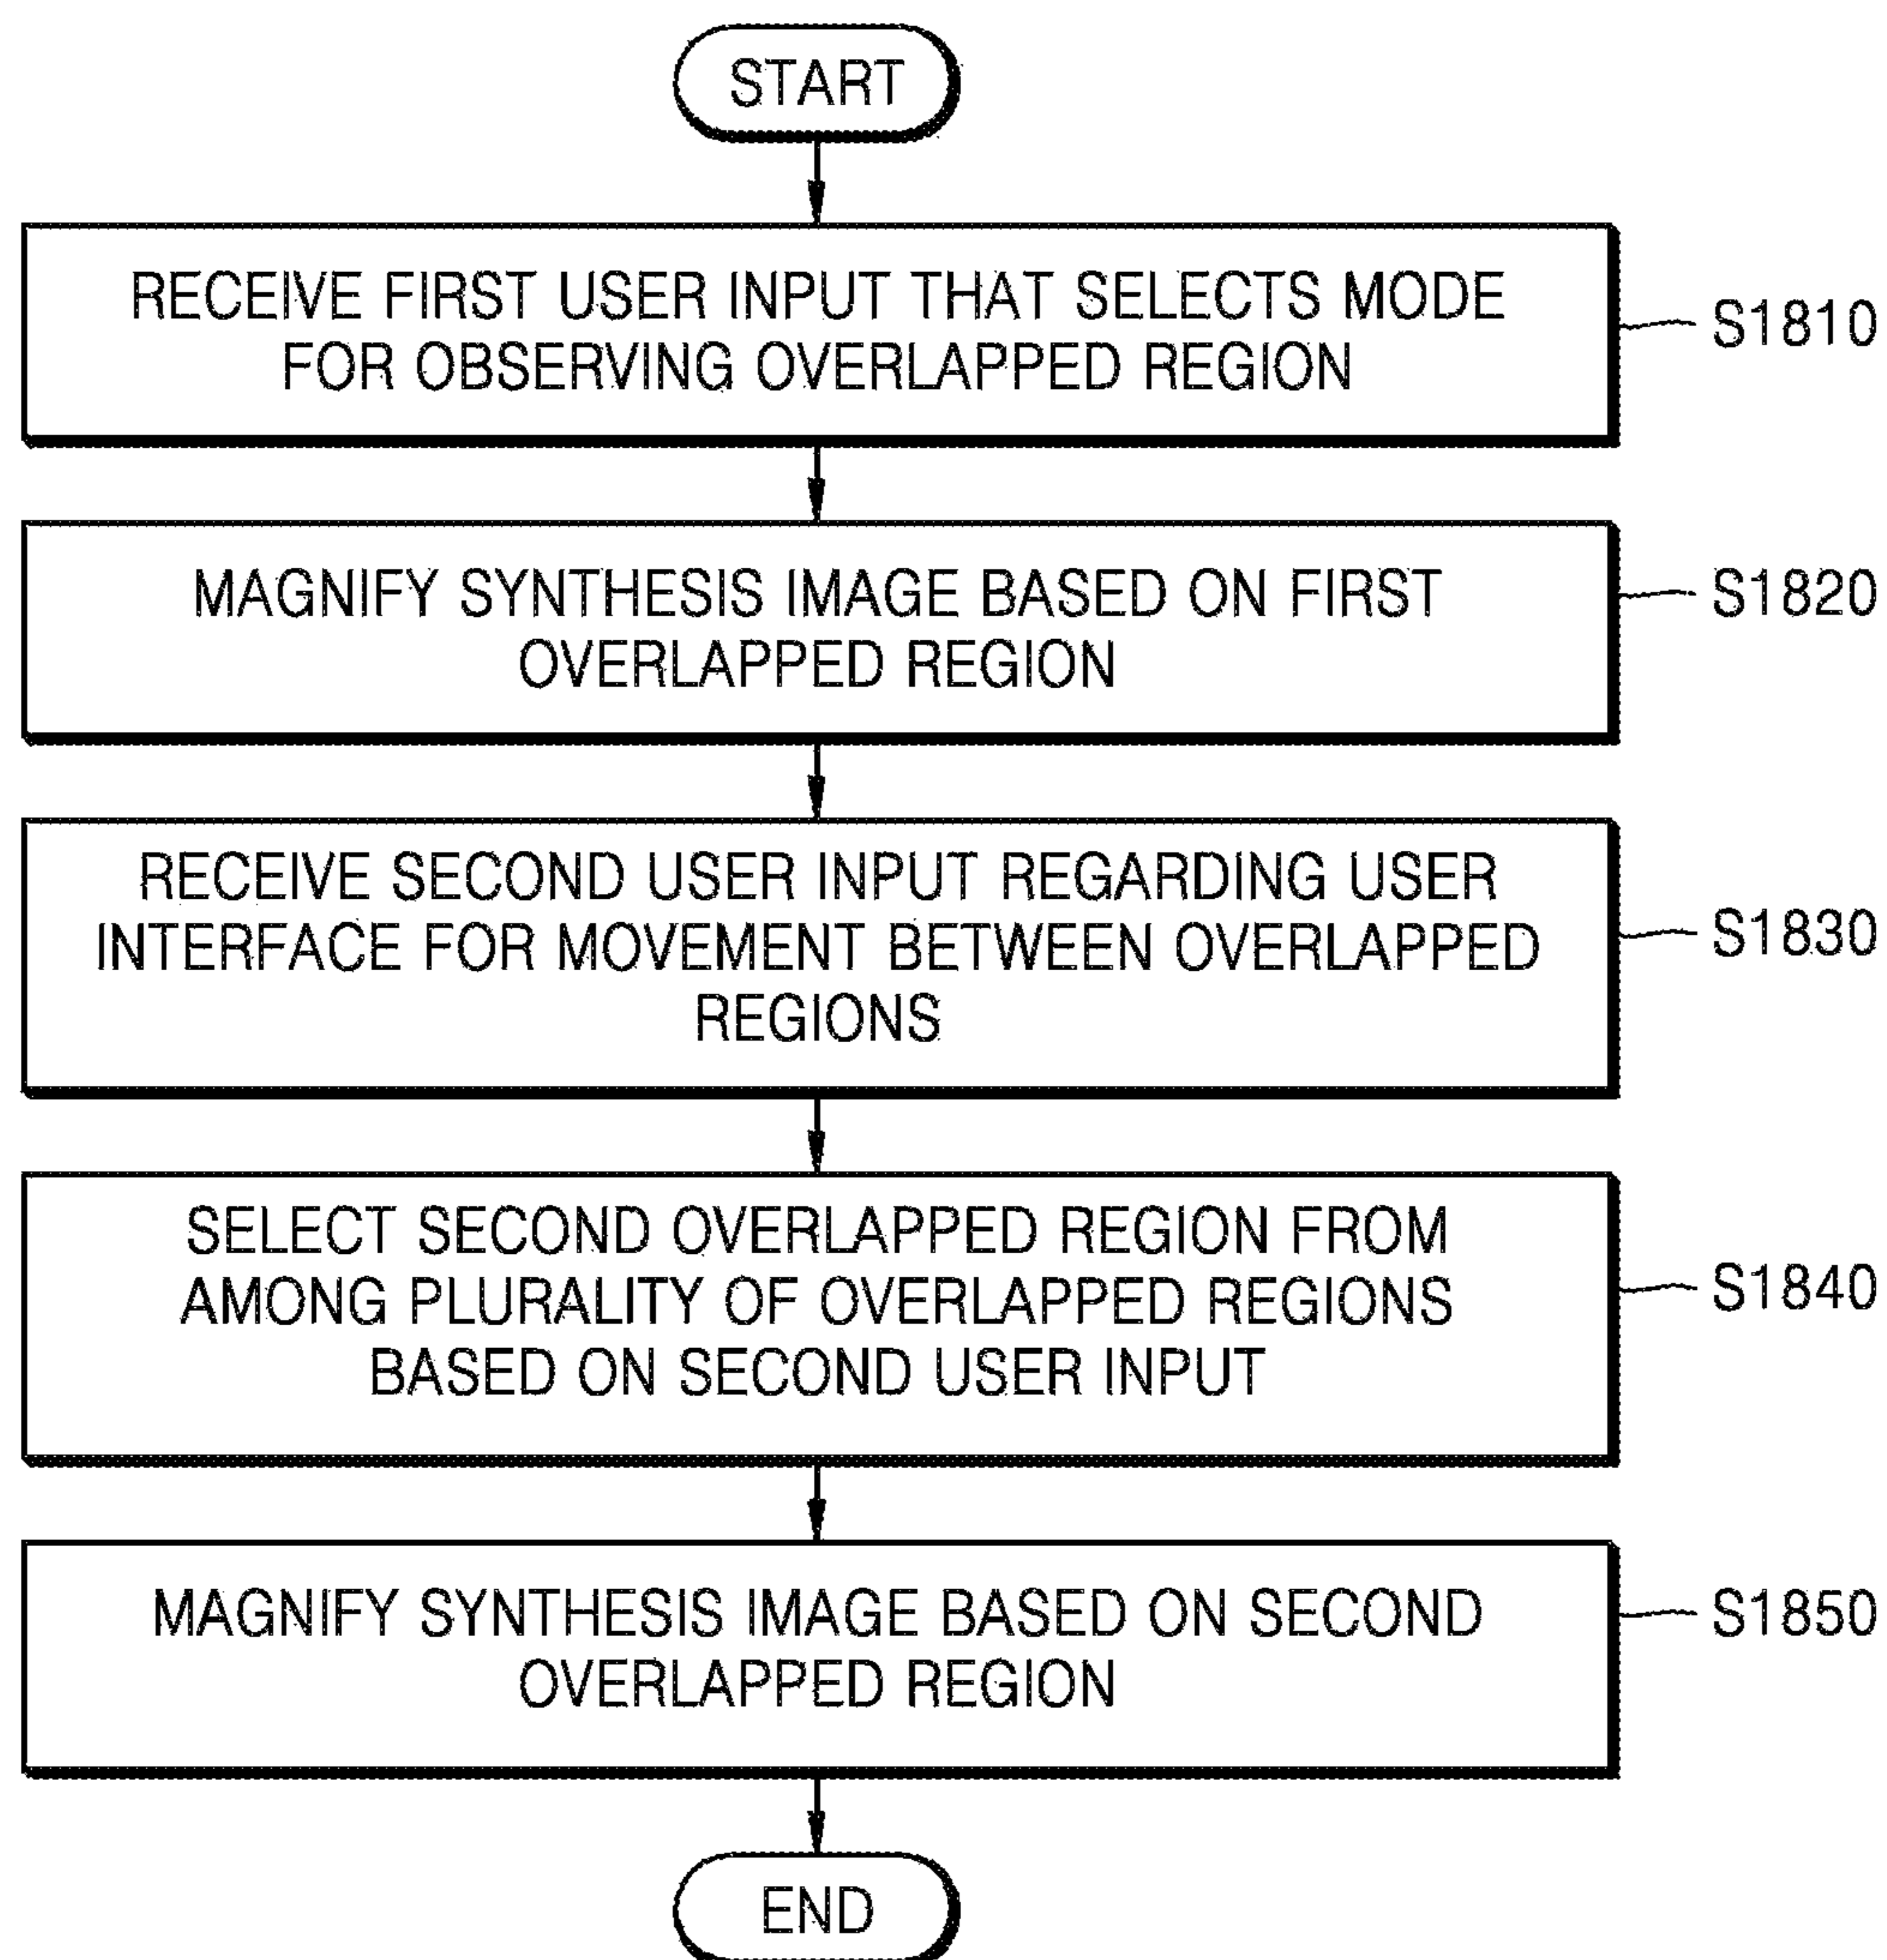 START
RECEIVE FIRST USER INPUT THAT SELECTS MODE
FOR OBSERVING OVERLAPPED REGION
S1810
MAGNIFY SYNTHESIS IMAGE BASED ON FIRST
OVERLAPPED REGION
S1820
RECEIVE SECOND USER INPUT REGARDING USER
INTERFACE FOR MOVEMENT BETWEEN OVERLAPPED
REGIONS
S1830
SELECT SECOND OVERLAPPED REGION FROM
AMONG PLURALITY OF OVERLAPPED REGIONS
BASED ON SECOND USER INPUT
S1840
MAGNIFY SYNTHESIS IMAGE BASED ON SECOND
OVERLAPPED REGION
S1850
END